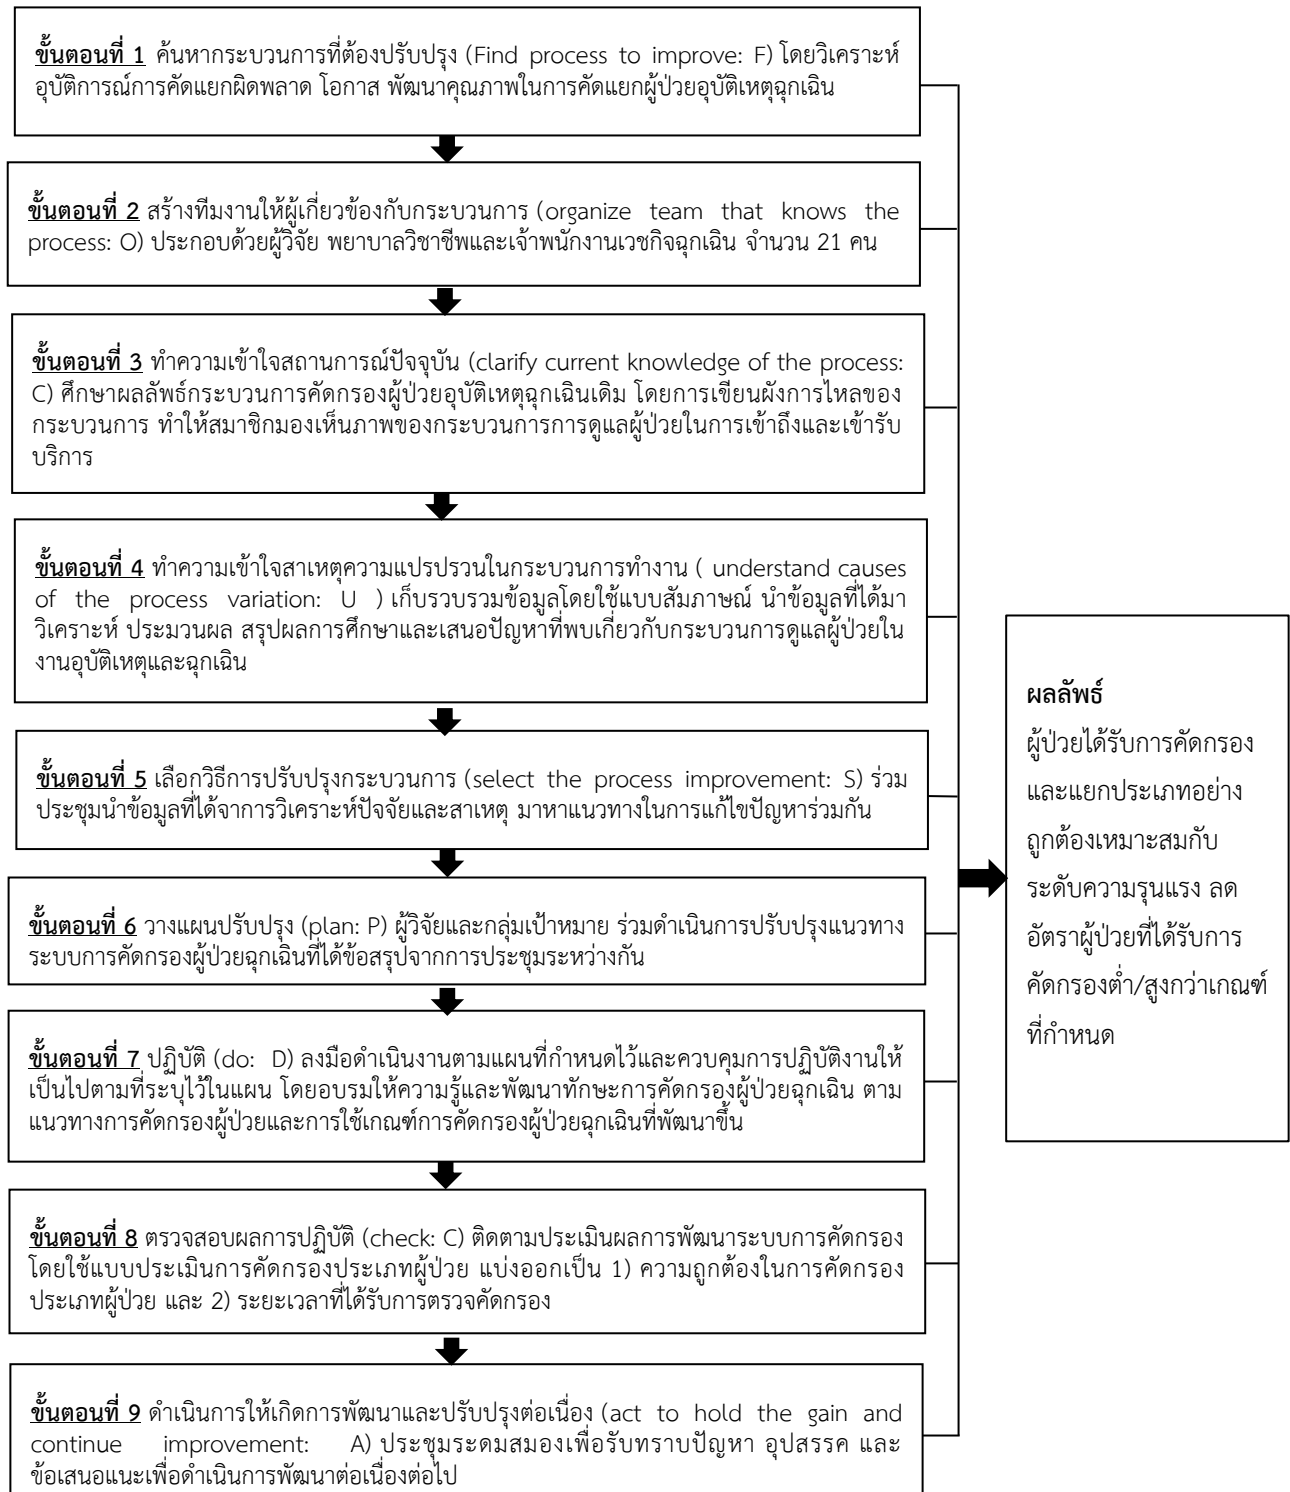 ขั้นตอนที่ 1 ค้นหากระบวนการที่ต้องปรับปรุง (Find process to improve: F) โดยวิเคราะห์
อุบัติการณ์การคัดแยกผิดพลาด โอกาส พัฒนาคุณภาพในการคัดแยกผู้ป่วยอุบัติเหตุฉุกเฉิน
ขั้นตอนที่ 2 สร้างทีมงานให้ผู้เกี่ยวข้องกับกระบวนการ (organize team that knows the
process: O) ประกอบด้วยผู้วิจัย พยาบาลวิชาชีพและเจ้าพนักงานเวชกิจฉุกเฉิน จำนวน 21 คน
ขั้นตอนที่ 3 ทำความเข้าใจสถานการณ์ปัจจุบัน (clarify current knowledge of the process:
C) ศึกษาผลลัพธ์กระบวนการคัดกรองผู้ป่วยอุบัติเหตุฉุกเฉินเดิม โดยการเขียนผังการไหลของ
กระบวนการ ทำให้สมาชิกมองเห็นภาพของกระบวนการการดูแลผู้ป่วยในการเข้าถึงและเข้ารับ
บริการ
ขั้นตอนที่ 4 ทำความเข้าใจสาเหตุความแปรปรวนในกระบวนการทำงาน ( understand causes
of the process variation: U ) เก็บรวบรวมข้อมูลโดยใช้แบบสัมภาษณ์ นำข้อมูลที่ได้มา
วิเคราะห์ ประมวนผล สรุปผลการศึกษาและเสนอปัญหาที่พบเกี่ยวกับกระบวนการดูแลผู้ป่วยใน
งานอุบัติเหตุและฉุกเฉิน
ขั้นตอนที่ 5 เลือกวิธีการปรับปรุงกระบวนการ (select the process improvement: S) ร่วม
ประชุมนำข้อมูลที่ได้จาการวิเคราะห์ปัจจัยและสาเหตุ มาหาแนวทางในการแก้ไขปัญหาร่วมกัน
ขั้นตอนที่ 6 วางแผนปรับปรุง (plan: P) ผู้วิจัยและกลุ่มเป้าหมาย ร่วมดำเนินการปรับปรุงแนวทาง
ระบบการคัดกรองผู้ป่วยฉุกเฉินที่ได้ข้อสรุปจากการประชุมระหว่างกัน
ขั้นตอนที่ 7 ปฏิบัติ (do: D) ลงมือดำเนินงานตามแผนที่กำหนดไว้และควบคุมการปฏิบัติงานให้
เป็นไปตามที่ระบุไว้ในแผน โดยอบรมให้ความรู้และพัฒนาทักษะการคัดกรองผู้ป่วยฉุกเฉิน ตาม
แนวทางการคัดกรองผู้ป่วยและการใช้เกณฑ์การคัดกรองผู้ป่วยฉุกเฉินที่พัฒนาขึ้น
ขั้นตอนที่ 8 ตรวจสอบผลการปฏิบัติ (check: C) ติดตามประเมินผลการพัฒนาระบบการคัดกรอง
โดยใช้แบบประเมินการคัดกรองประเภทผู้ป่วย แบ่งออกเป็น 1) ความถูกต้องในการคัดกรอง
ประเภทผู้ป่วย และ 2) ระยะเวลาที่ได้รับการตรวจคัดกรอง
ขั้นตอนที่ 9 ดำเนินการให้เกิดการพัฒนาและปรับปรุงต่อเนื่อง (act to hold the gain and
continue improvement: A) ประชุมระดมสมองเพื่อรับทราบปัญหา อุปสรรค และ
ข้อเสนอแนะเพื่อดำเนินการพัฒนาต่อเนื่องต่อไป
ผลลัพธ์
ผู้ป่วยได้รับการคัดกรอง
และแยกประเภทอย่าง
ถูกต้องเหมาะสมกับ
ระดับความรุนแรง ลด
อัตราผู้ป่วยที่ได้รับการ
คัดกรองต่ำ/สูงกว่าเกณฑ์
ที่กำหนด